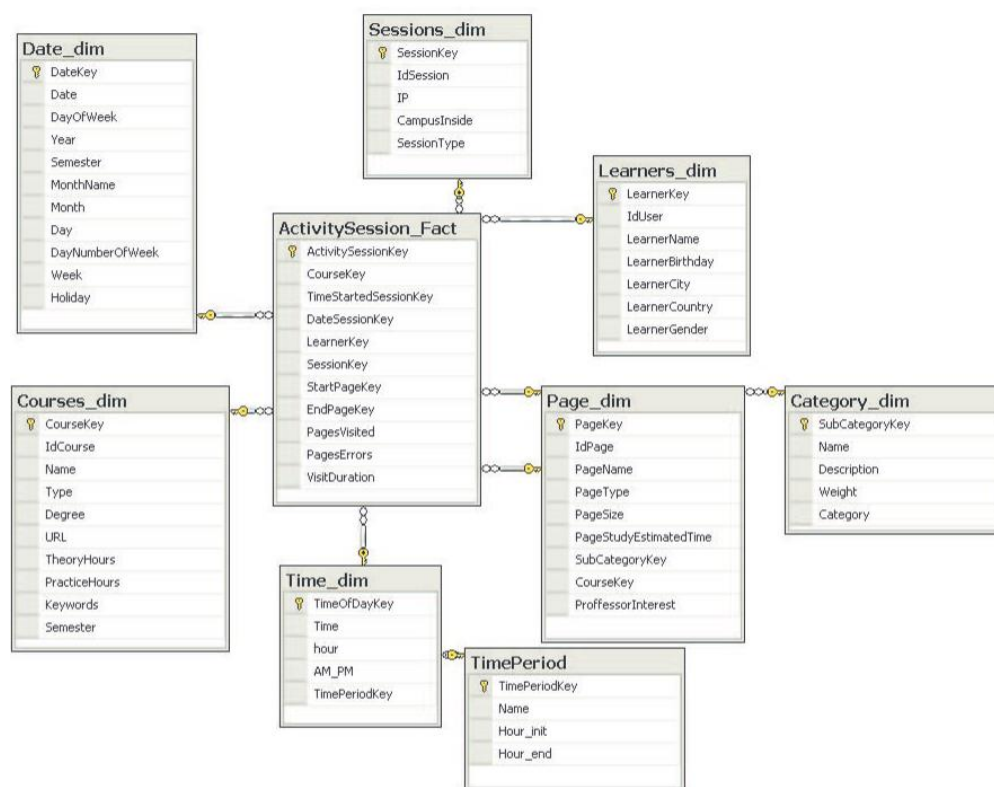 Date_dim
DateKey
Date
DayOfWeek
Year
Semester
MonthName
Month
Day
DayNumberOfWeek
Week
Holiday
Sessions_dim
SessionKey
IdSession
IP
CampusInside
SessionType
Learners_dim
LearnerKey
IdUser
LearnerName
LearnerBirthday
LearnerCity
LearnerCountry
LearnerGender
ActivitySession_Fact
ActivitySessionKey
CourseKey
TimeStartedSessionKey
DateSessionKey
LearnerKey
SessionKey
StartPageKey
EndPageKey
PagesVisited
PagesErrors
VisitDuration
Courses_dim
CourseKey
IdCourse
Name
Type
Degree
URL
TheoryHours
PracticeHours
Keywords
Semester
Page_dim
PageKey
IdPage
PageName
PageType
PageSize
PageStudyEstimatedTime
SubCategoryKey
CourseKey
ProffessorInterest
Category_dim
SubCategoryKey
Name
Description
Weight
Category
Time_dim
TimeOfDayKey
Time
hour
AM_PM
TimePeriodKey
TimePeriod
TimePeriodKey
Name
Hour_init
Hour_end